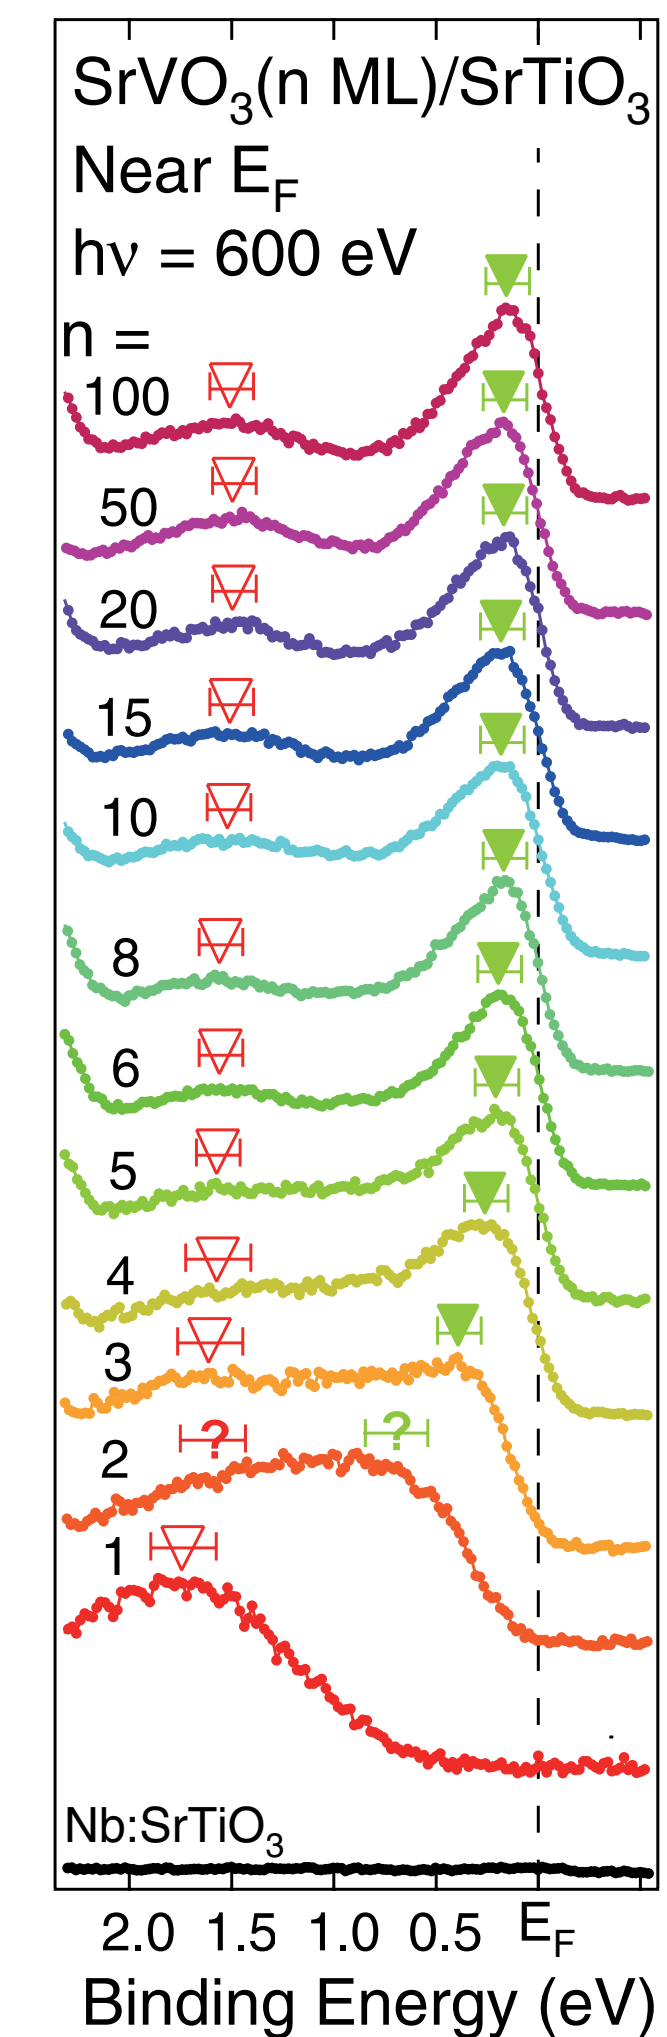 SrVO3(n ML)/SrTiO3
Near EF
hν = 600 eV
n =
100
50
20
15
10
8
6
5
4
3
? ?
2
1
Nb:SrTiO3
2.0 1.5 1.0 0.5 EF
Binding Energy (eV)